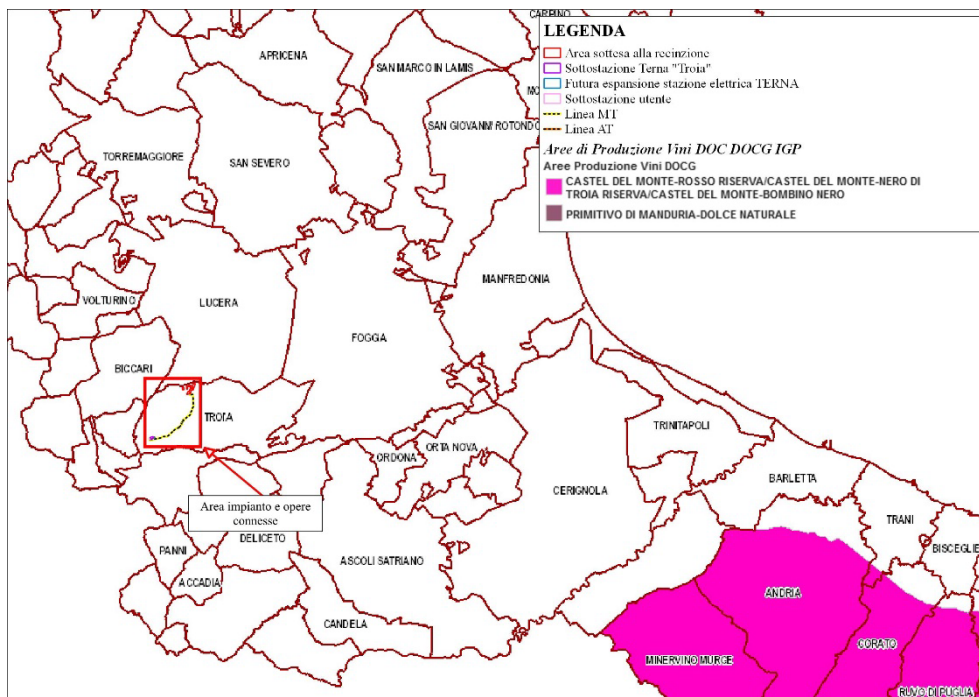 CARPINO
APRICENA
SAN MARCO IN LAMIS
SAN GIOVANNI ROTONDO
TORREMAGGIORE
SAN SEVERO
LEGENDA
Area sottesa alla recinzione
Sottostazione Terna "Troia"
Futura espansione stazione elettrica TERNA
Sottostazione utente
Linea MT
Linea AT
Aree di Produzione Vini DOC DOCG IGP
Aree Produzione Vini DOCG
CASTEL DEL MONTE-ROSSO RISERVA/CASTEL DEL MONTE-NERO DI
TROIA RISERVA/CASTEL DEL MONTE-BOMBINO NERO
PRIMITIVO DI MANDURIA-DOLCE NATURALE
MANFREDONIA
VOLTURINO
LUCERA
FOGGIA
BICCARI
TROIA
TRINITAPOLI
ORTA NOVA
ORDONA
BARLETTA
CERIGNOLA
Area impianto e opere
connesse
TRANI
DELICETO
PANNI
BISCEGLIE
ASCOLI SATRIANO
ACCADIA
ANDRIA
CANDELA
CORATO
MINERVINO MURGE
RUVO DI PUGLIA